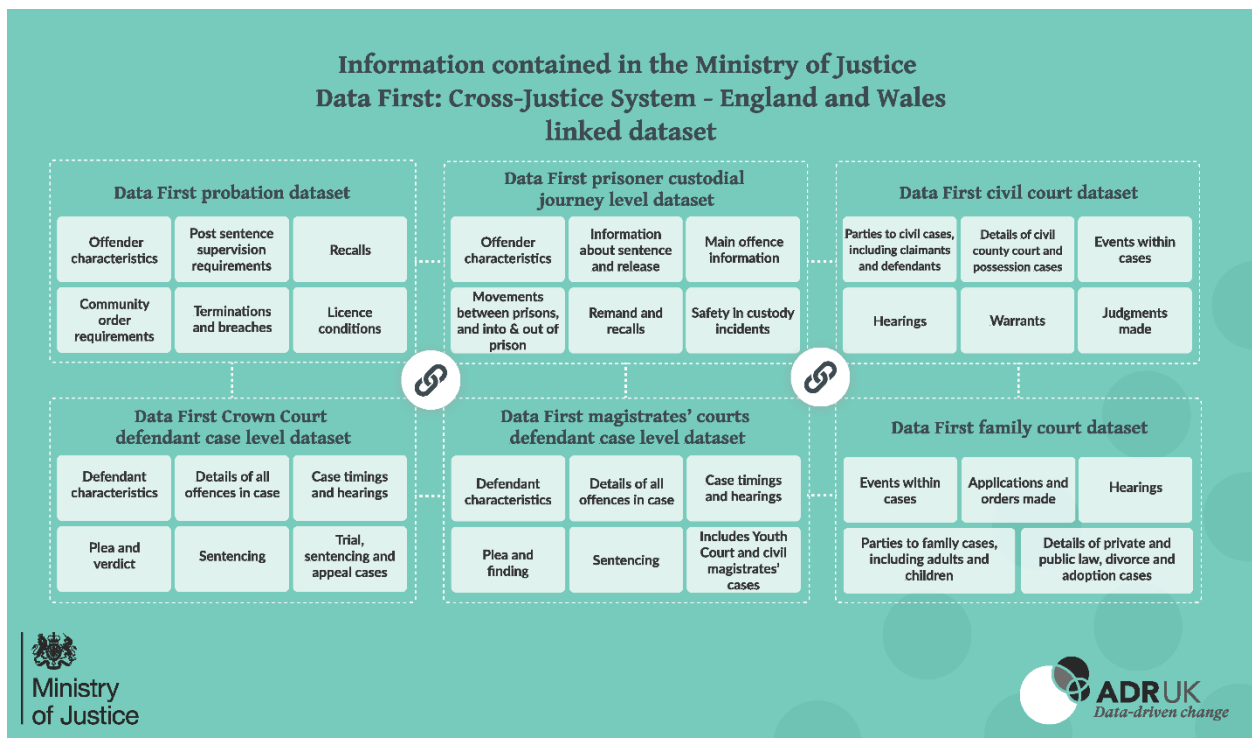 Information contained in the Ministry of Justice
Data First: Cross-Justice System - England and Wales
linked dataset
Data First probation dataset
Offender
characteristics
Post sentence
supervision
requirements
Recalls
Community
order
requirements
Terminations
and breaches
Licence
conditions
Data First prisoner custodial
journey level dataset
Offender
characteristics
Information
about sentence
and release
Main offence
information
Movements
between prisons,
and into & out of
prison
Remand and
recalls
Safety in custody
incidents
Data First civil court dataset
Parties to civil cases,
including claimants
and defendants
Details of civil
county court and
possession cases
Events within
cases
Hearings
Warrants
Judgments
made
Data First Crown Court
defendant case level dataset
Defendant
characteristics
Details of all
offences in case
Case timings
and hearings
Plea and
verdict
Sentencing
Trial,
sentencing and
appeal cases
Data First magistrates’ courts
defendant case level dataset
Defendant
characteristics
Details of all
offences in case
Case timings
and hearings
Plea and
finding
Sentencing
Includes Youth
Court and civil
magistrates’
cases
Data First family court dataset
Events within
cases
Applications and
orders made
Hearings
Parties to family cases,
including adults and
children
Details of private and
public law, divorce and
adoption cases
Ministry
of Justice
ADR UK
Data-driven change